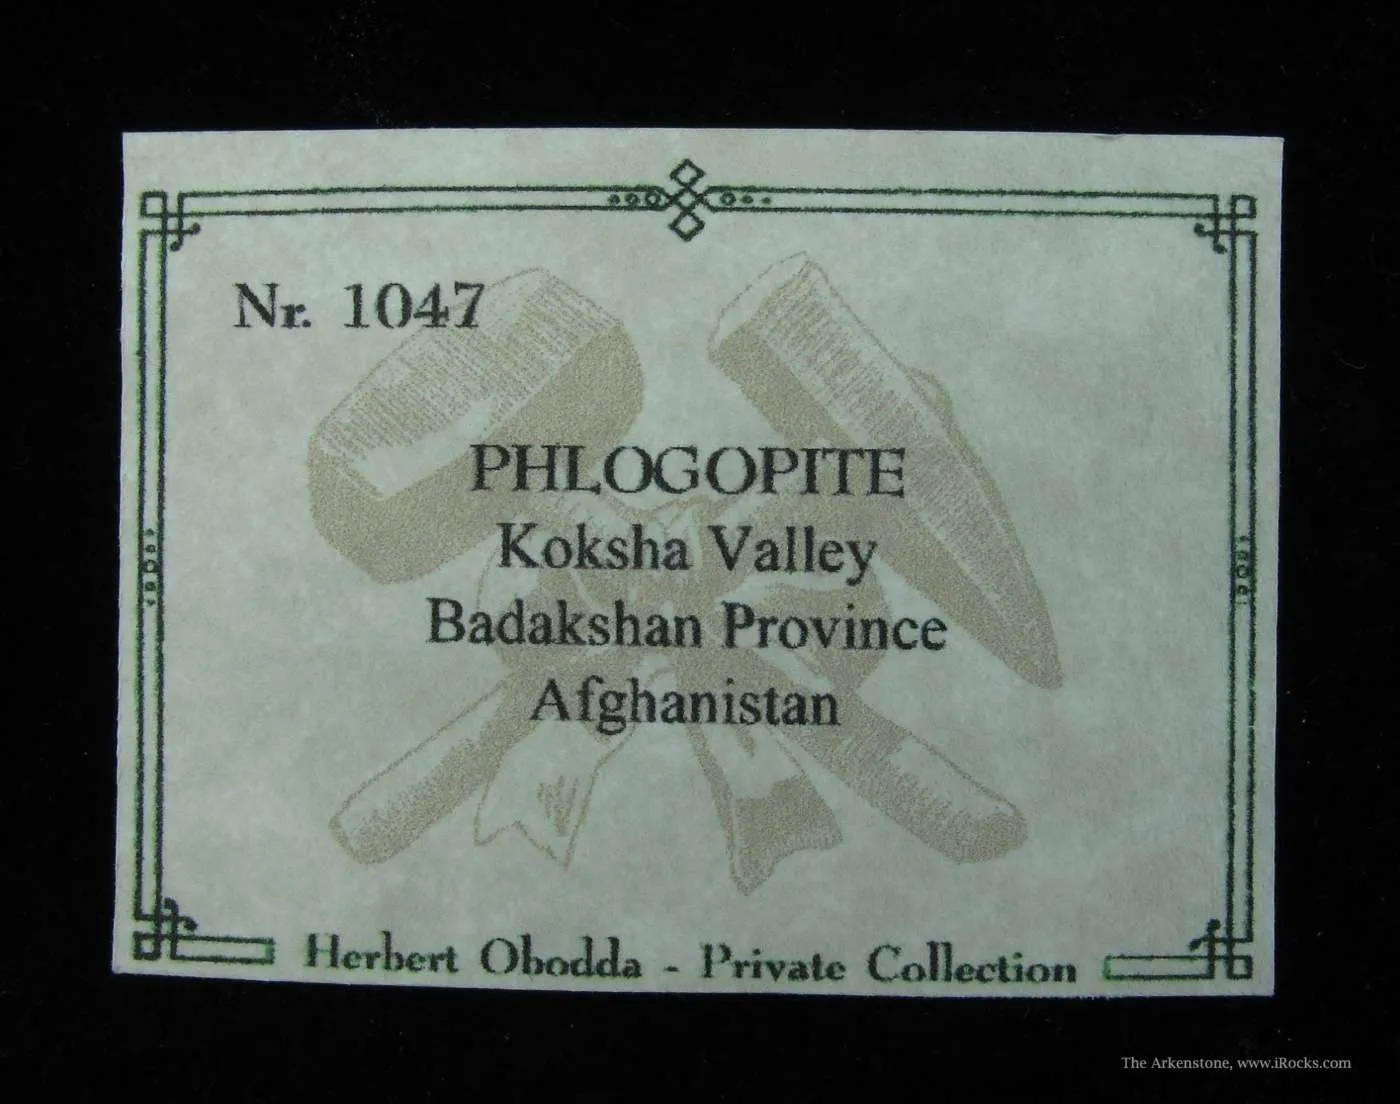 Nr. 1047
PHLOGOPITE
Koksha Valley
Badakshan Province
Afghanistan
Herbert Obodda - Private Collection
The Arkenstone, www.iRocks.com